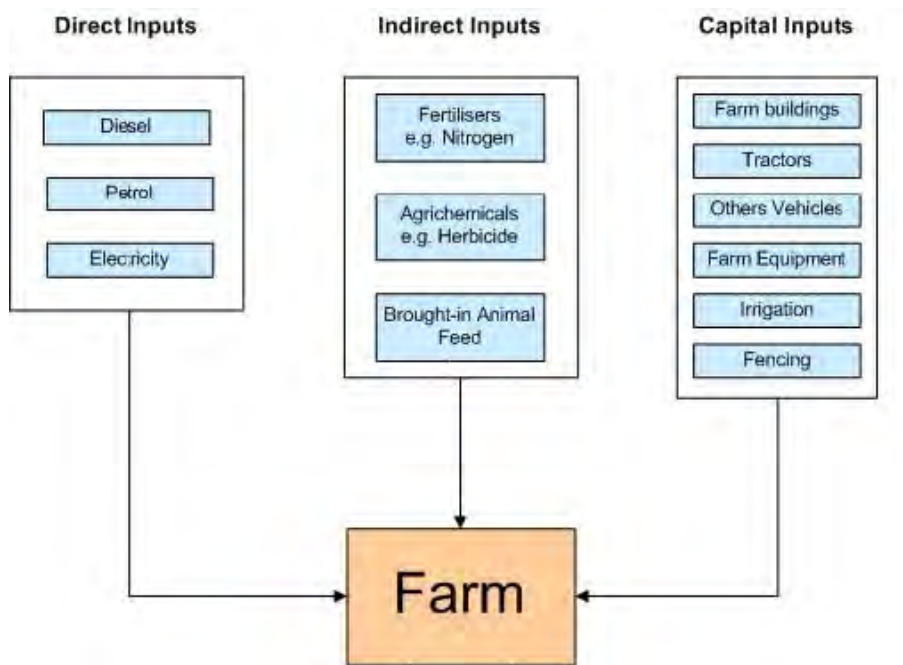 Direct Inputs
Indirect Inputs
Capital Inputs
Diesel
Petrol
Electricity
Fertilisers
e.g. Nitrogen
Agrichemicals
e.g. Herbicide
Brought-in Animal
Feed
Farm buildings
Tractors
Others Vehicles
Farm Equipment
Irrigation
Fencing
Farm